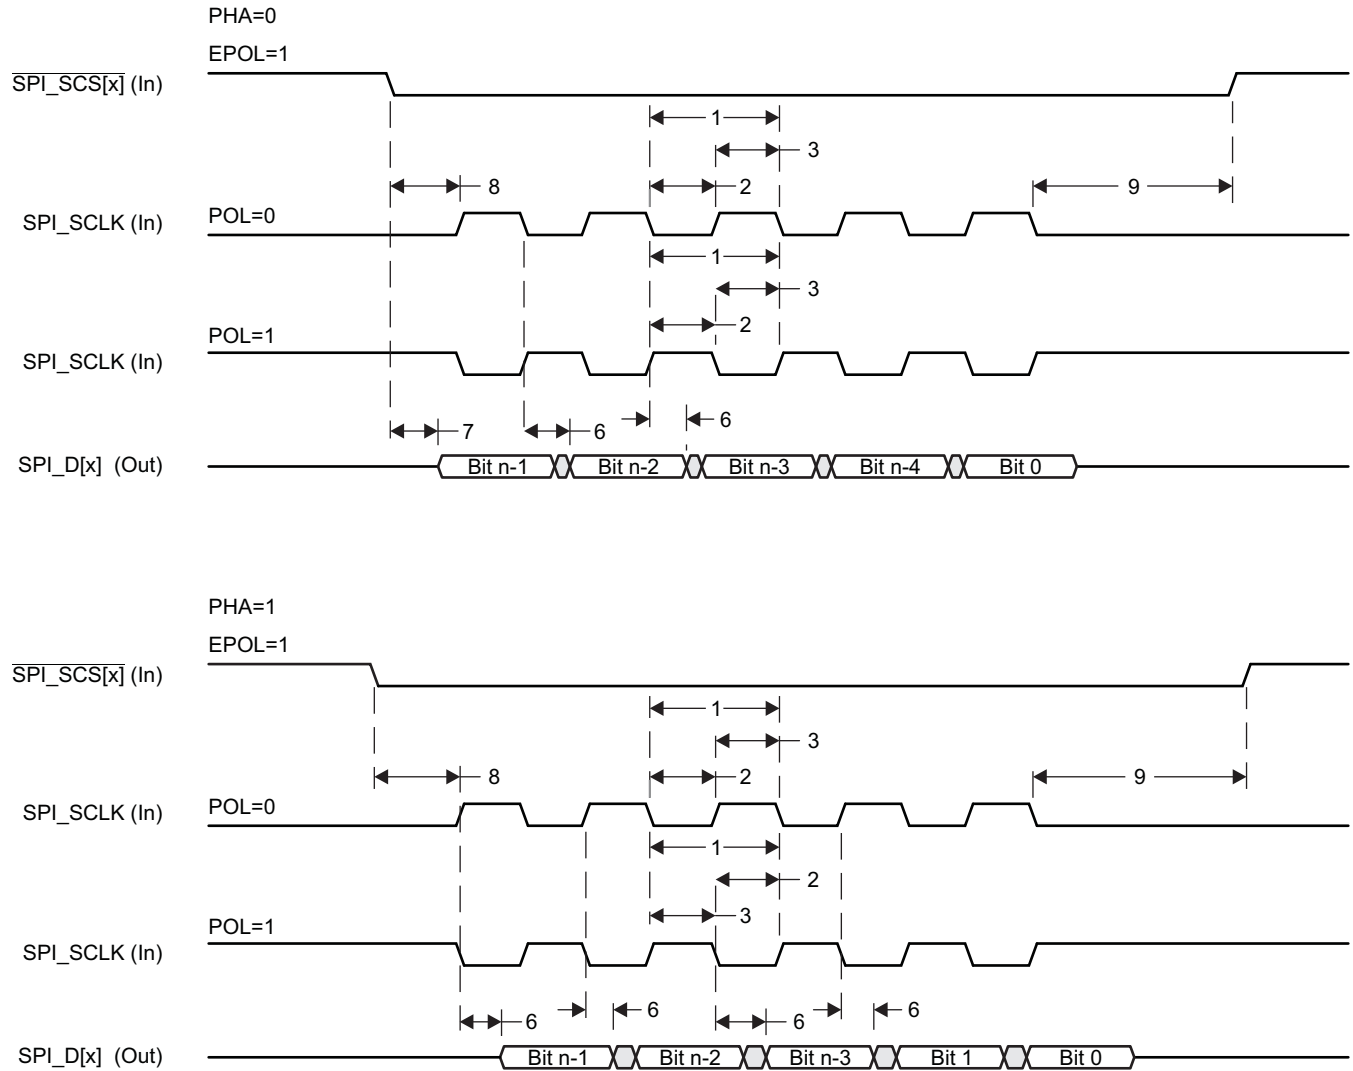 PHA=0
EPOL=1
SPI_SCS[x] (In)
1
3
8
2
9
SPI_SCLK (In)
POL=0
1
3
2
POL=1
SPI_SCLK (In)
6
7
6
SPI_D[x] (Out)
Bit n-1
Bit n-2
Bit n-3
Bit n-4
Bit 0
PHA=1
EPOL=1
SPI_SCS[x] (In)
1
3
8
2
9
SPI_SCLK (In)
POL=0
1
2
3
POL=1
SPI_SCLK (In)
6
6
6
6
SPI_D[x] (Out)
Bit n-1
Bit n-2
Bit n-3
Bit 1
Bit 0